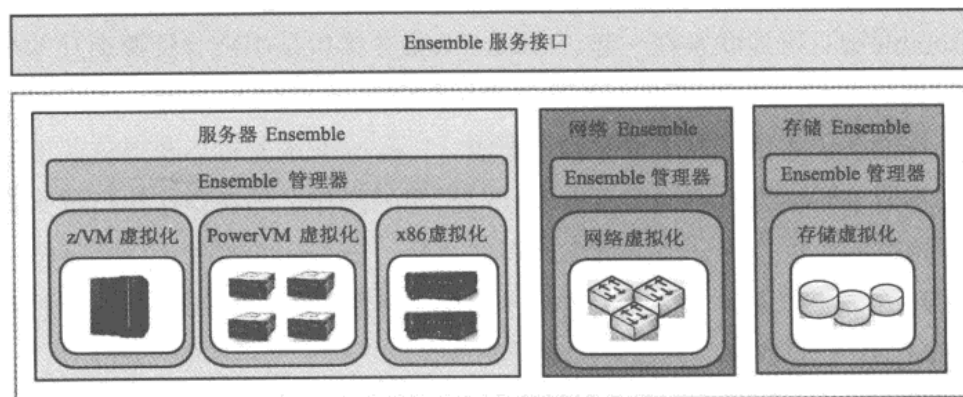 Ensemble 服务接口
服务器 Ensemble
Ensemble 管理器
z/VM 虚拟化
PowerVM 虚拟化
x86虚拟化
网络 Ensemble
Ensemble 管理器
网络虚拟化
存储 Ensemble
Ensemble 管理器
存储虚拟化